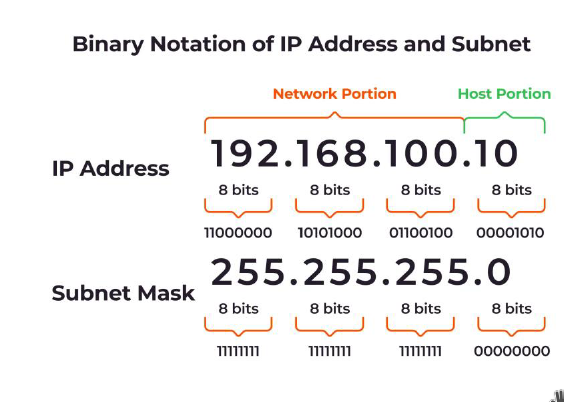 Binary Notation of IP Address and Subnet
Network Portion Host Portion
IP Address 192.168.100.10
8 bits 8 bits 8 bits 8 bits
11000000 10101000 01100100 00001010
Subnet Mask 255.255.255.0
8 bits 8 bits 8 bits 8 bits
11111111 11111111 11111111 00000000